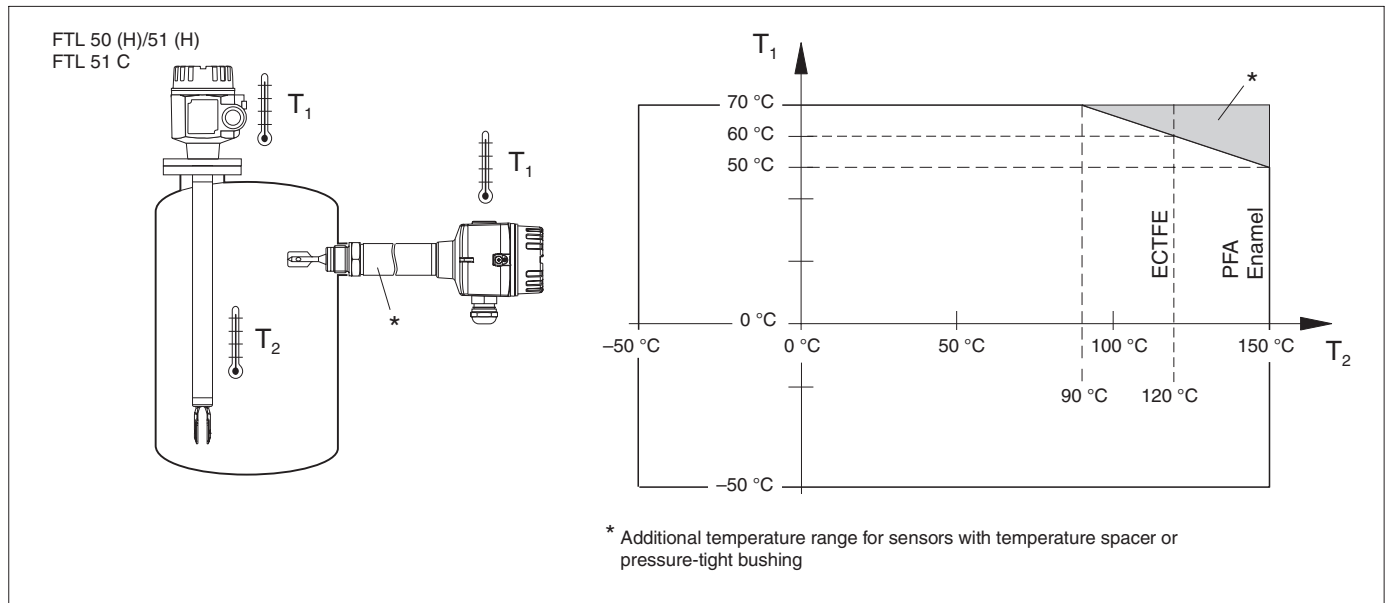 FTL 50 (H)/51 (H)
FTL 51 C
T1
T1
T2
*
T1
*
70 °C
60 °C
50 °C
ECTFE
PFA
Enamel
0 °C
–50 °C
0 °C
50 °C
100 °C
150 °C
T2
90 °C
120 °C
–50 °C
* Additional temperature range for sensors with temperature spacer or
pressure-tight bushing